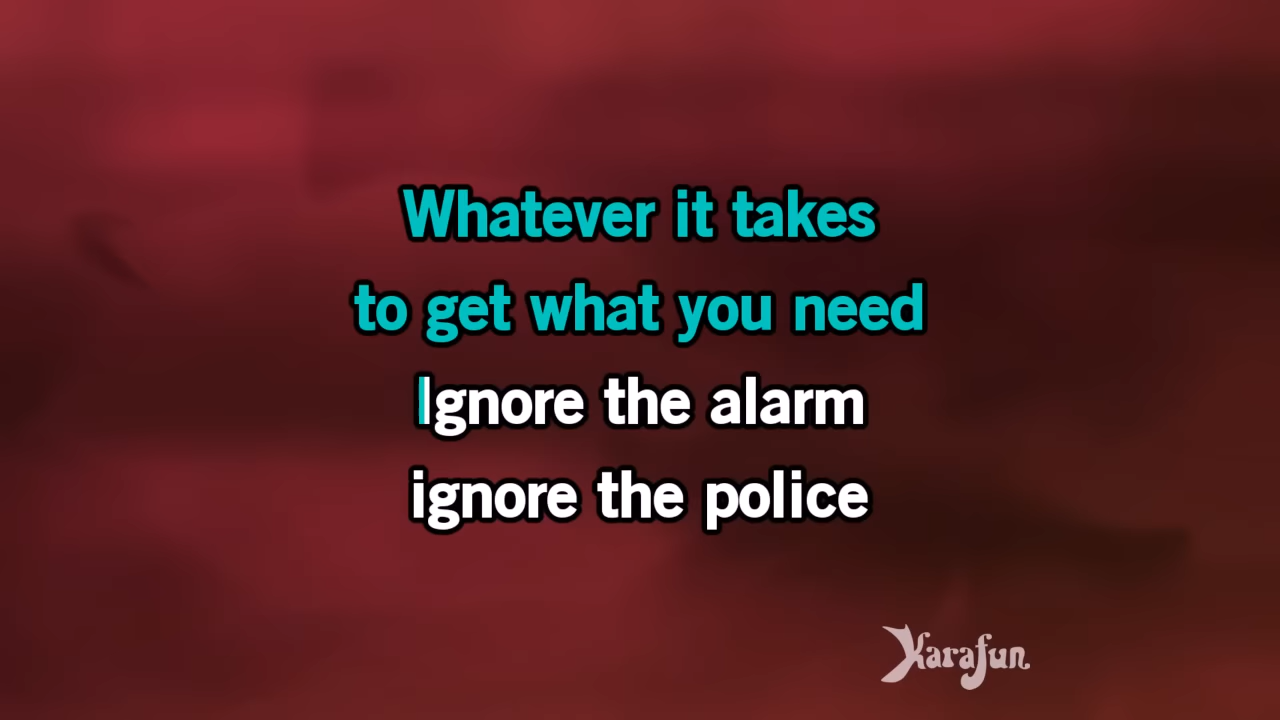 Whatever it takes
to get what you need
Ignore the alarm
ignore the police
Karafun